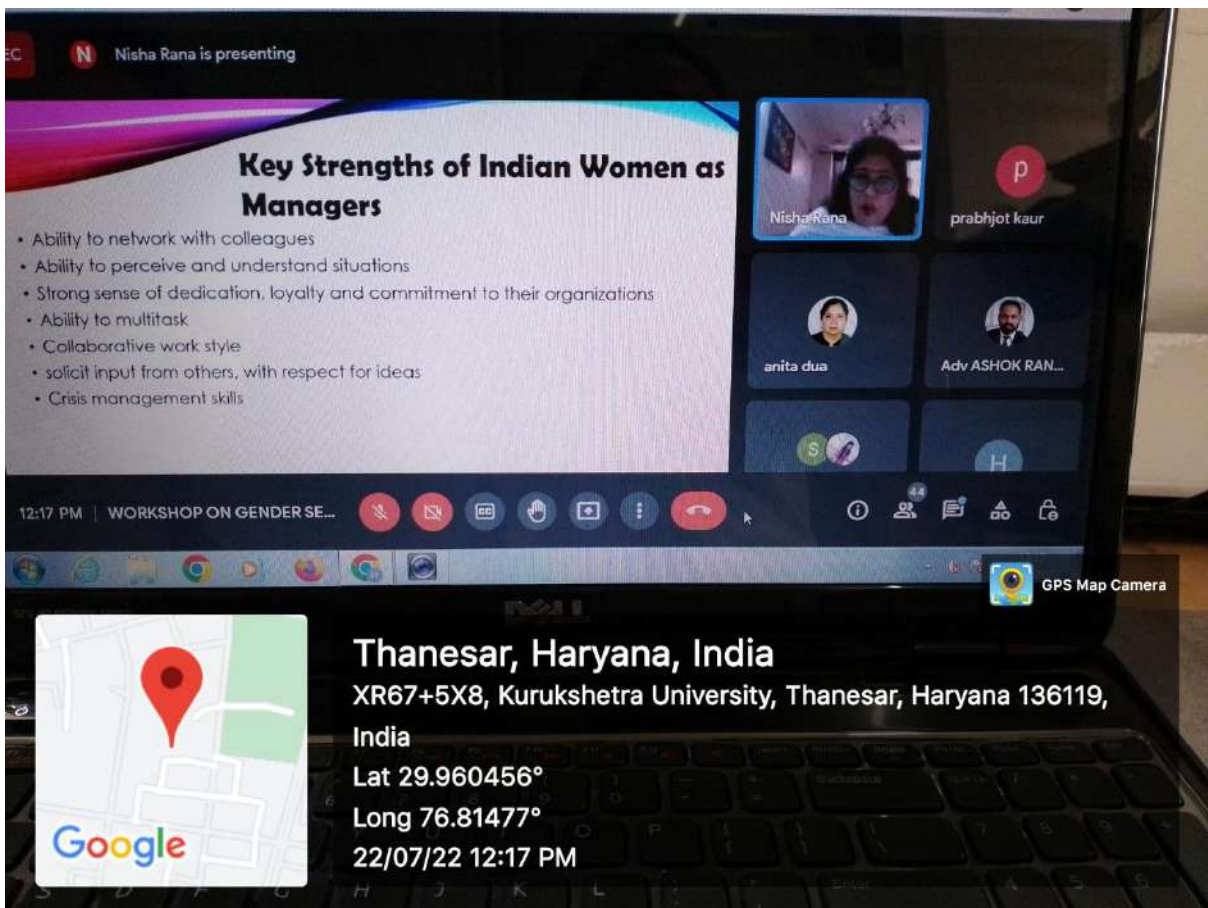 EC
N
Nisha Rana is presenting
Key Strengths of Indian Women as
Managers
• Ability to network with colleagues
• Ability to perceive and understand situations
• Strong sense of dedication, loyalty and commitment to their organizations
• Ability to multitask
• Collaborative work style
• solicit input from others, with respect for ideas
• Crisis management skills
Nisha Rana
p
prabhjot kaur
anita dua
Adv ASHOK RAN...
S
H
12:17 PM | WORKSHOP ON GENDER SE...
CC
44
DELL
GPS Map Camera
Thanesar, Haryana, India
XR67+5X8, Kurukshetra University, Thanesar, Haryana 136119,
India
Lat 29.960456°
Long 76.81477°
22/07/22 12:17 PM
Google